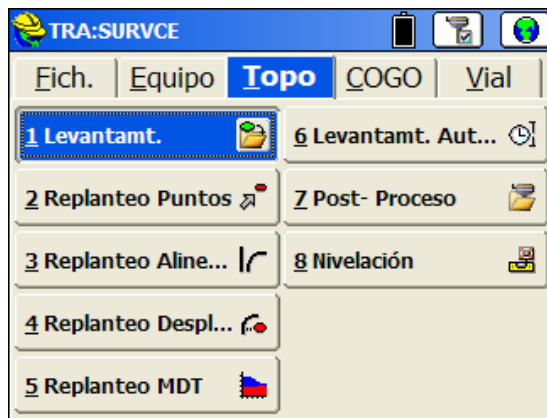 TRA:SURVCE
Fich. Equipo Topo COGO Vial
1 Levantamt.
6 Levantamt. Aut...
2 Replanteo Puntos
7 Post- Proceso
3 Replanteo Aline...
8 Nivelación
4 Replanteo Despl...
5 Replanteo MDT